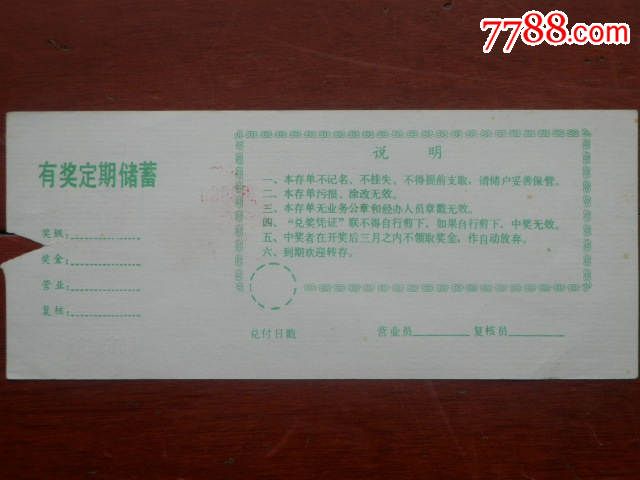 7788.com
有奖定期储蓄
奖级:
奖金:
营业:
复核:
说 明
一、本存单不记名、不挂失、不得提前支取,请储户妥善保管。
二、本存单污损、涂改无效。
三、本存单无业务公章和经办人员章戳无效。
四、“兑奖凭证”联不得自行剪下,如果自行剪下,中奖无效。
五、中奖者在开奖后三月之内不领取奖金,作自动放弃。
六、到期欢迎转存。
兑付日戳
营业员 复核员